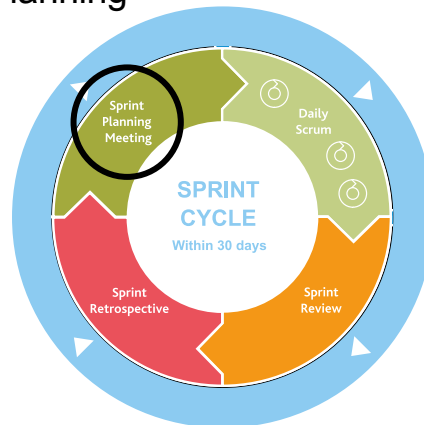 Sprint
Planning
Meeting
Daily
Scrum
SPRINT
CYCLE
Within 30 days
Sprint
Retrospective
Sprint
Review